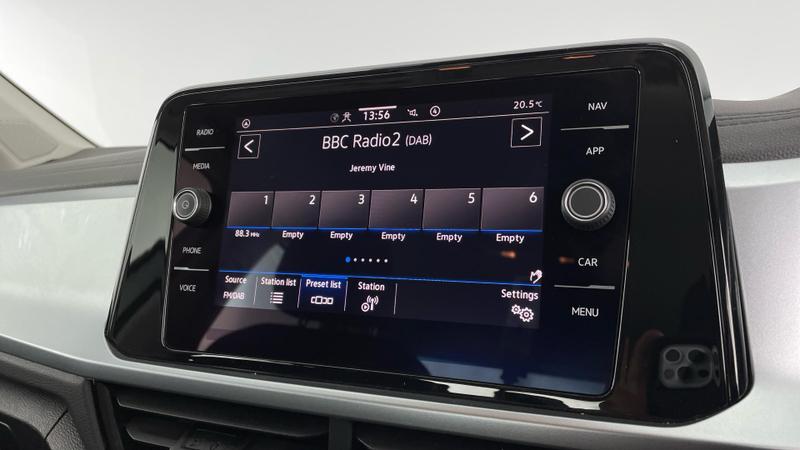 13:56
20.5°C
RADIO
MEDIA
PHONE
VOICE
BBC Radio2 (DAB)
Jeremy Vine
1 2 3 4 5 6
88.3 MHz Empty Empty Empty Empty Empty
Source Station list Preset list Station Settings
FM/DAB
NAV
APP
CAR
MENU